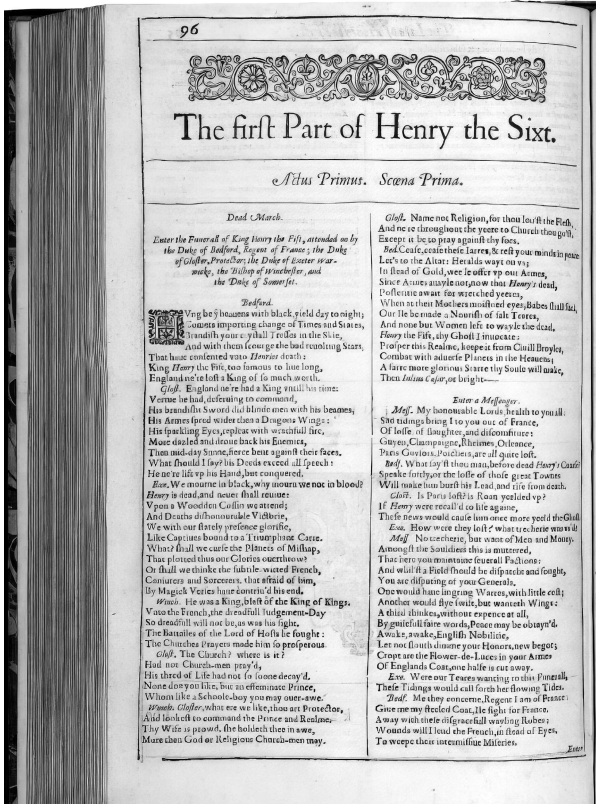 96
The first Part of Henry the Sixt.
Actus Primus. Scœna Prima.
Dead March.
Enter the Funerall of King Henry the Fift, attended on by
the Duke of Bedford, Regent of France; the Duke
of Gloster, Protector; the Duke of Exeter War-
wicke, the Bishop of Winchester, and
the Duke of Somerset.
Bedford.
HVng be yͤ heauens with black, yield day to night;
Comets importing change of Times and States,
Brandish your crystall Tresses in the Skie,
And with them scourge the bad reuolting Stars,
That haue consented vnto Henries death:
King Henry the Fift, too famous to liue long,
England ne're lost a King of so much worth.
Glost. England ne're had a King vntill his time:
Vertue he had, deseruing to command,
His brandisht Sword did blinde men with his beames,
His Armes spred wider then a Dragons Wings:
His sparkling Eyes, repleat with wrathfull fire,
More dazled and droue back his Enemies,
Then mid-day Sunne, fierce bent against their faces.
What should I say? his Deeds exceed all speech:
He ne're lift vp his Hand, but conquered.
Exe. We mourne in black, why mourn we not in blood?
Henry is dead, and neuer shall reuiue:
Vpon a Woodden Coffin we attend;
And Deaths dishonourable Victorie,
We with our stately presence glorifie,
Like Captiues bound to a Triumphant Carre.
What? shall we curse the Planets of Mishap,
That plotted thus our Glories ouerthrow?
Or shall we thinke the subtile-witted French,
Coniurers and Sorcerers, that afraid of him,
By Magick Verses haue contriu'd his end.
Winch. He was a King, blest of the King of Kings.
Vnto the French, the dreadfull Iudgement-Day
So dreadfull will not be, as was his sight.
The Battailes of the Lord of Hosts he fought:
The Churches Prayers made him so prosperous.
Glost. The Church? where is it?
Had not Church-men pray'd,
His thred of Life had not so soone decay'd.
None doe you like, but an effeminate Prince,
Whom like a Schoole-boy you may ouer-awe.
Winch. Gloster, what ere we like, thou art Protector,
And lookest to command the Prince and Realme;
Thy Wife is prowd, she holdeth thee in awe,
More then God or Religious Church-men may.
Glost. Name not Religion, for thou lou'st the Flesh,
And ne're throughout the yeere to Church thou go'st,
Except it be to pray against thy foes.
Bed. Cease, cease these Iarres, & rest your minds in peace
Let's to the Altar: Heralds wayt on vs;
In stead of Gold, wee'le offer vp our Armes,
Since Armes auayle not, now that Henry's dead,
Posteritie await for wretched yeeres,
When at their Mothers moistned eyes, Babes shall suck,
Our Ile be made a Nourish of salt Teares,
And none but Women left to wayle the dead.
Henry the Fift, thy Ghost I inuocate:
Prosper this Realme, keepe it from Ciuill Broyles,
Combat with aduerse Planets in the Heauens;
A farre more glorious Starre thy Soule will make,
Then Iulius Cæsar, or bright——
Enter a Messenger.
Mess. My honourable Lords, health to you all:
Sad tidings bring I to you out of France,
Of losse, of slaughter, and discomfiture:
Guyen, Champaigne, Rheimes, Orleance,
Paris Guysors, Poictiers, are all quite lost.
Bedf. What say'st thou man, before dead Henry's Coarse?
Speake softly, or the losse of those great Townes
Will make him burst his Lead, and rise from death.
Glost. Is Paris lost? is Roan yeelded vp?
If Henry were recall'd to life againe,
These news would cause him once more yeeld the Ghost
Exe. How were they lost? what trecherie was vs'd?
Mess No trecherie, but want of Men and Money.
Amongst the Souldiers this is muttered,
That here you maintaine seuerall Factions:
And whil'st a Field should be dispatcht and fought,
You are disputing of your Generals.
One would haue lingring Warres, with little cost;
Another would flye swift, but wanteth Wings:
A third thinkes, without expence at all,
By guilefull faire words, Peace may be obtayn'd.
Awake, awake, English Nobilitie,
Let not slouth dimme your Honors, new begot;
Cropt are the Flower-de-Luces in your Armes
Of Englands Coat, one halfe is cut away.
Exe. Were our Teares wanting to this Funerall,
These Tidings would call forth her flowing Tides.
Bedf. Me they concerne, Regent I am of France:
Giue me my steeled Coat, Ile fight for France.
Away with these disgracefull wayling Robes;
Wounds will I lend the French, in stead of Eyes,
To weepe their intermissiue Miseries.
Enter